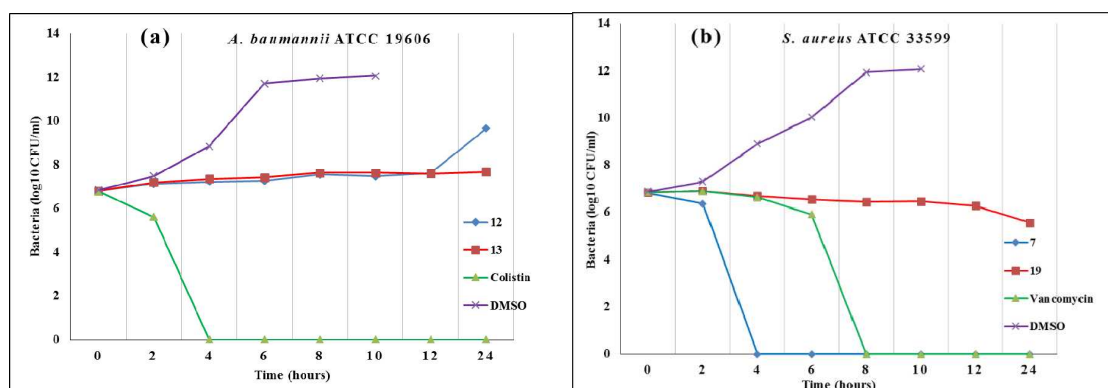 (a)
A. baumannii ATCC 19606
Bacteria (log10 CFU/ml)
14
12
10
8
6
4
2
0
0 2 4 6 8 10 12 24
Time (hours)
12
13
Colistin
DMSO
(b)
S. aureus ATCC 33599
Bacteria (log10 CFU/ml)
14
12
10
8
6
4
2
0
0 2 4 6 8 10 12 24
Time (hours)
7
19
Vancomycin
DMSO